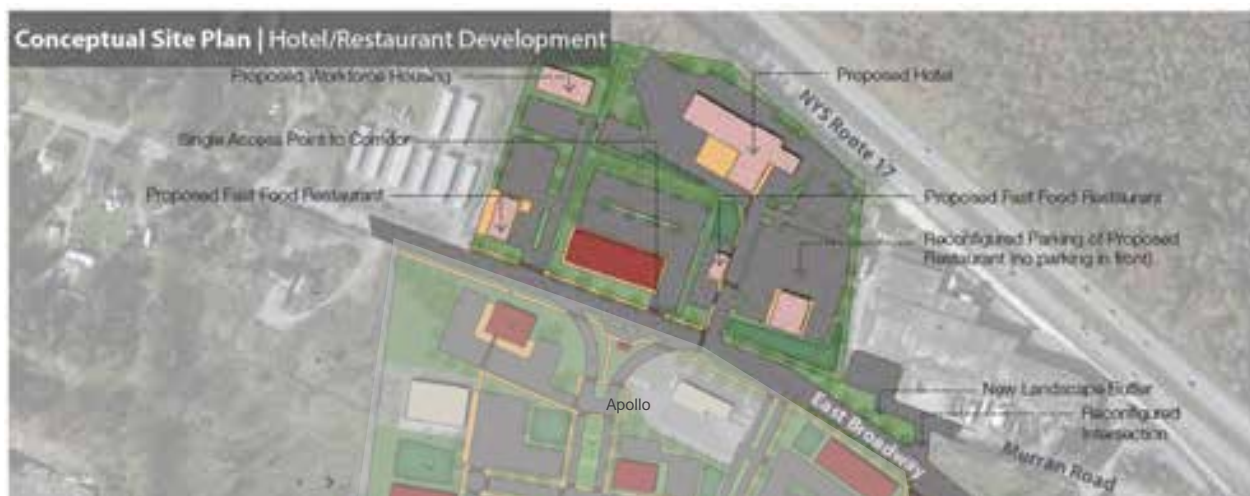 Conceptual Site Plan | Hotel/Restaurant Development
Proposed Workforce Housing
Proposed Hotel
NYS Route 17
Single Access Point to Corridor
Proposed Fast Food Restaurant
Proposed Fast Food Restaurant
Reconfigured Parking of Proposed
Restaurant (no parking in front)
New Landscape Buffer
Apollo
East Broadway
Reconfigured
Intersection
Murran Road